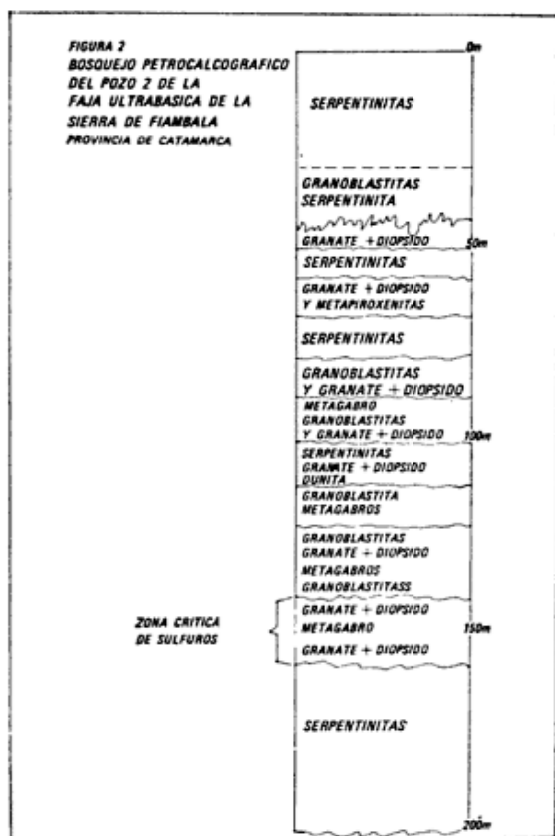 FIGURA 2
BOSQUEJO PETROCALCOGRAFICO
DEL POZO 2 DE LA
FAJA ULTRABASICA DE LA
SIERRA DE FIAMBALA
PROVINCIA DE CATAMARCA
0m
SERPENTINITAS
GRANOBLASTITAS
SERPENTINITA
GRANATE + DIOPSIDO
50m
SERPENTINITAS
GRANATE + DIOPSIDO
Y METAPIROXENITAS
SERPENTINITAS
GRANOBLASTITAS
Y GRANATE + DIOPSIDO
METAGABRO
GRANOBLASTITAS
Y GRANATE + DIOPSIDO
100m
SERPENTINITAS
GRANATE + DIOPSIDO
DUNITA
GRANOBLASTITA
METAGABROS
GRANOBLASTITAS
GRANATE + DIOPSIDO
METAGABROS
GRANOBLASTITASS
ZONA CRITICA
DE SULFUROS
GRANATE + DIOPSIDO
METAGABRO
150m
GRANATE + DIOPSIDO
SERPENTINITAS
200m